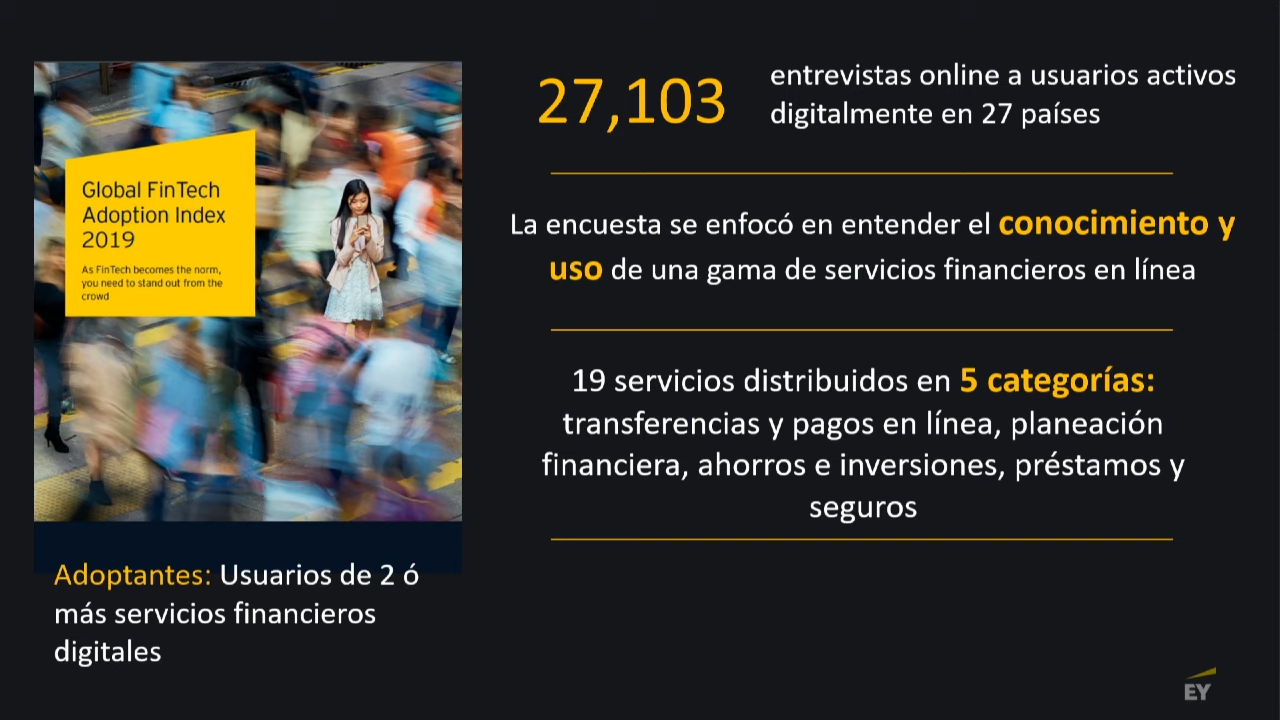 27,103
entrevistas online a usuarios activos
digitalmente en 27 países
Global FinTech
Adoption Index
2019
As FinTech becomes the norm,
you need to stand out from the
crowd
La encuesta se enfocó en entender el conocimiento y
uso de una gama de servicios financieros en línea
19 servicios distribuidos en 5 categorías:
transferencias y pagos en línea, planeación
financiera, ahorros e inversiones, préstamos y
seguros
Adoptantes: Usuarios de 2 ó
más servicios financieros
digitales
EY